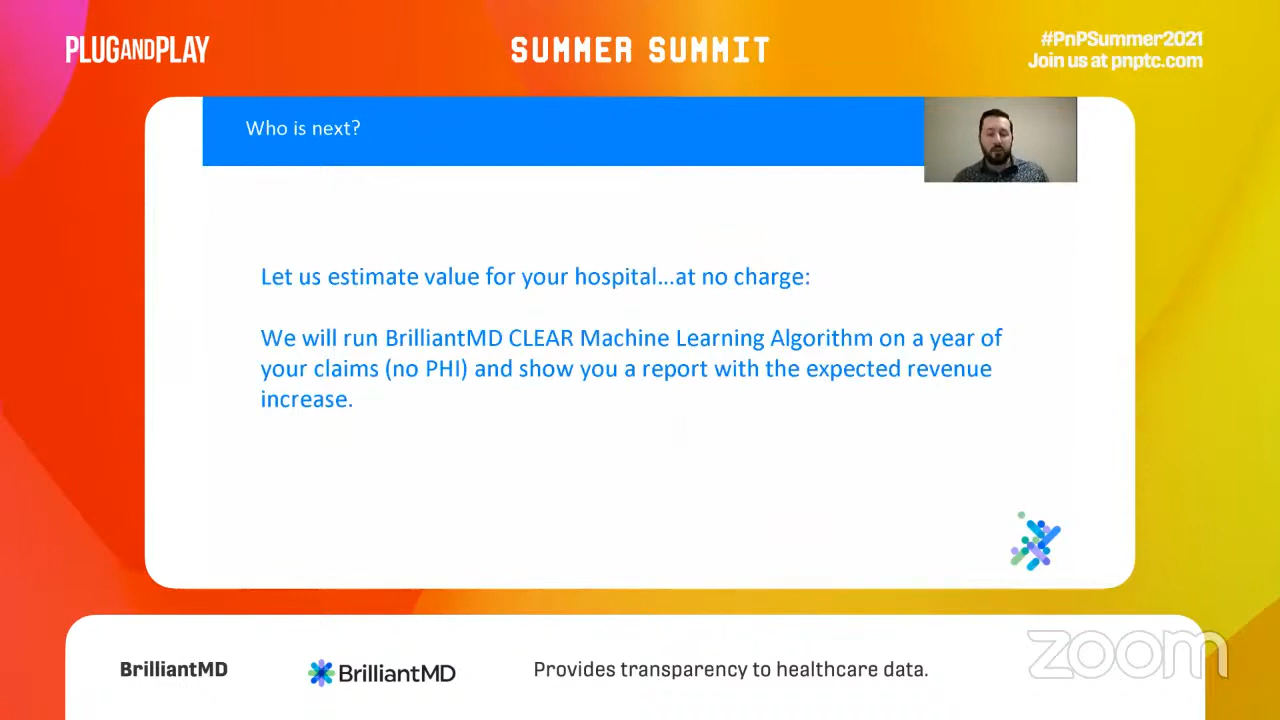 PLUGANDPLAY
SUMMER SUMMIT
#PnPSummer2021
Join us at pnptc.com
Who is next?
Let us estimate value for your hospital...at no charge:
We will run BrilliantMD CLEAR Machine Learning Algorithm on a year of
your claims (no PHI) and show you a report with the expected revenue
increase.
BrilliantMD
BrilliantMD
Provides transparency to healthcare data.
zoom